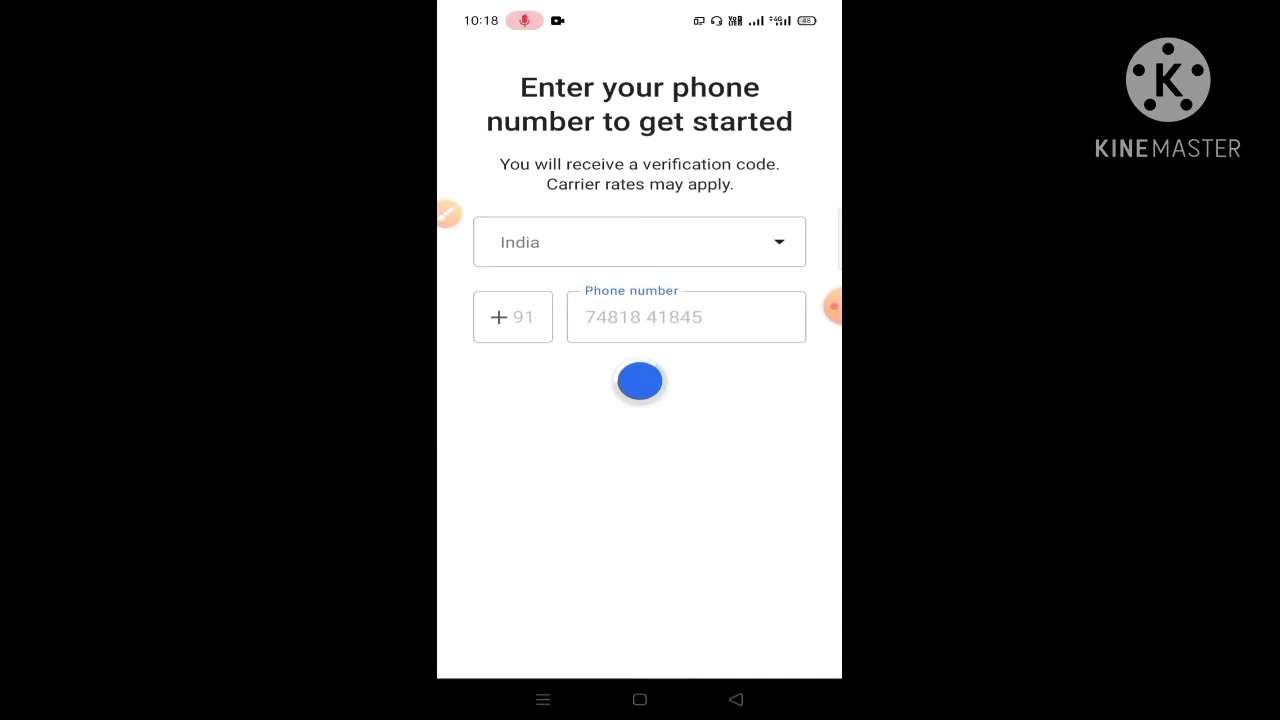 10:18
48
KINEMASTER
Enter your phone
number to get started
You will receive a verification code.
Carrier rates may apply.
India
Phone number
+ 91
74818 41845